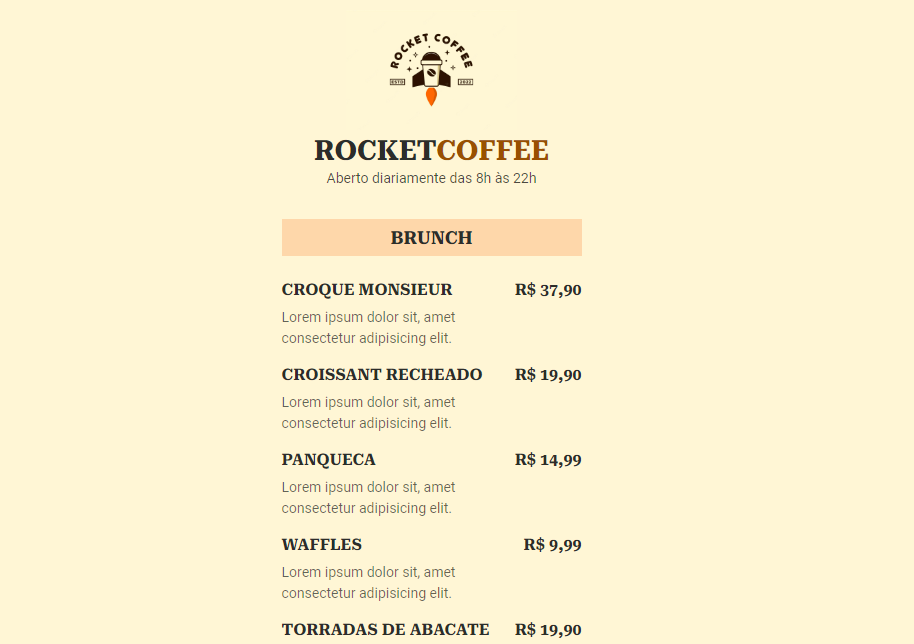 ROCKET COFFEE
ESTD 2022
ROCKETCOFFEE
Aberto diariamente das 8h às 22h
BRUNCH
CROQUE MONSIEUR R$ 37,90
Lorem ipsum dolor sit, amet
consectetur adipisicing elit.
CROISSANT RECHEADO R$ 19,90
Lorem ipsum dolor sit, amet
consectetur adipisicing elit.
PANQUECA R$ 14,99
Lorem ipsum dolor sit, amet
consectetur adipisicing elit.
WAFFLES R$ 9,99
Lorem ipsum dolor sit, amet
consectetur adipisicing elit.
TORRADAS DE ABACATE R$ 19,90